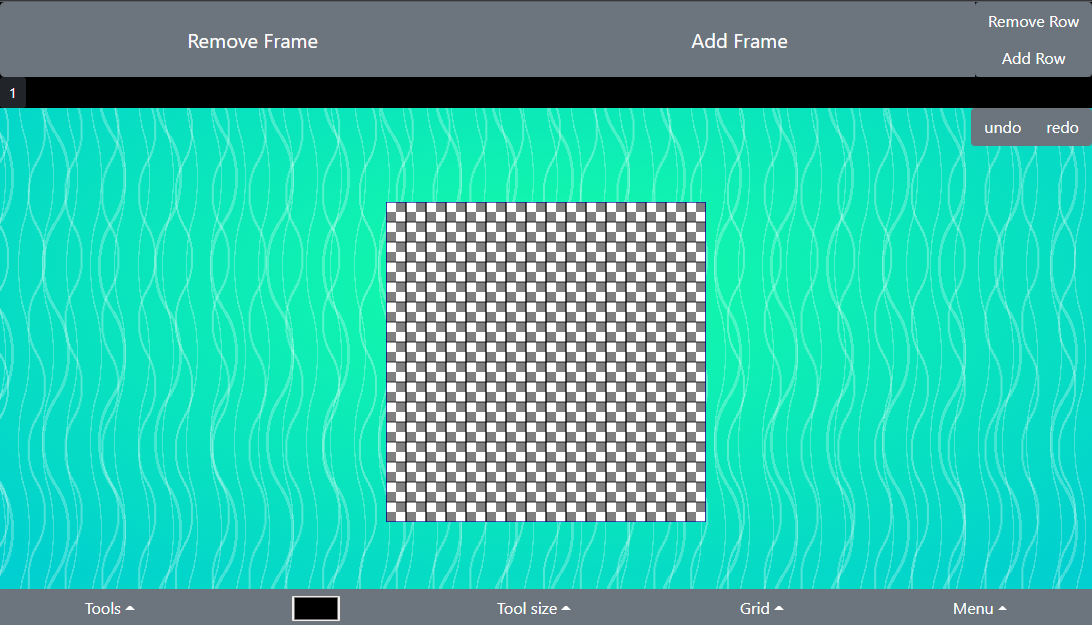 Remove Frame
Add Frame
Remove Row
Add Row
1
undo
redo
Tools
Tool size
Grid
Menu